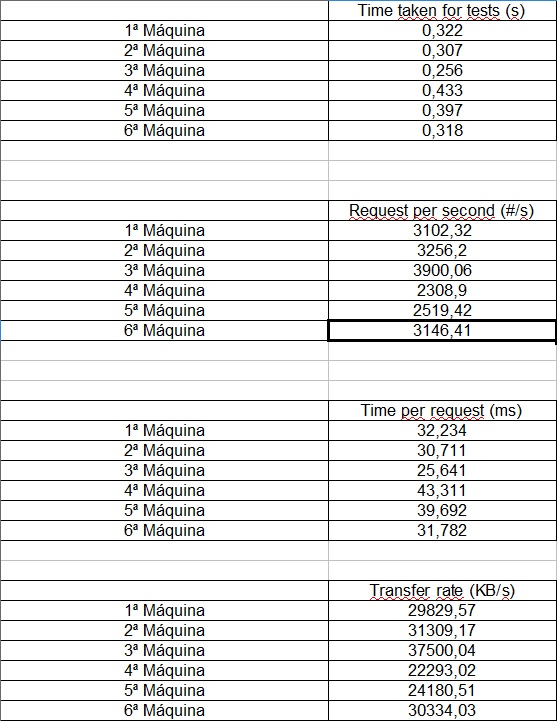 Time taken for tests (s)
1ª Máquina 0,322
2ª Máquina 0,307
3ª Máquina 0,256
4ª Máquina 0,433
5ª Máquina 0,397
6ª Máquina 0,318
Request per second (#/s)
1ª Máquina 3102,32
2ª Máquina 3256,2
3ª Máquina 3900,06
4ª Máquina 2308,9
5ª Máquina 2519,42
6ª Máquina 3146,41
Time per request (ms)
1ª Máquina 32,234
2ª Máquina 30,711
3ª Máquina 25,641
4ª Máquina 43,311
5ª Máquina 39,692
6ª Máquina 31,782
Transfer rate (KB/s)
1ª Máquina 29829,57
2ª Máquina 31309,17
3ª Máquina 37500,04
4ª Máquina 22293,02
5ª Máquina 24180,51
6ª Máquina 30334,03